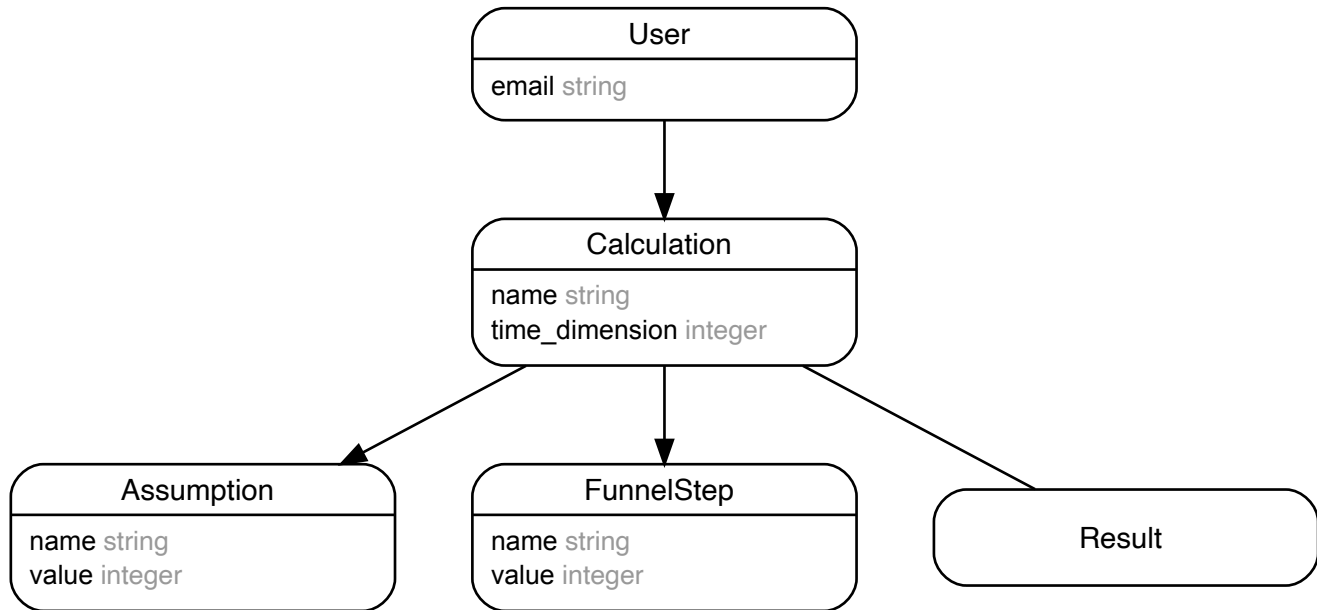 User
email string
Calculation
name string
time_dimension integer
Assumption
name string
value integer
FunnelStep
name string
value integer
Result